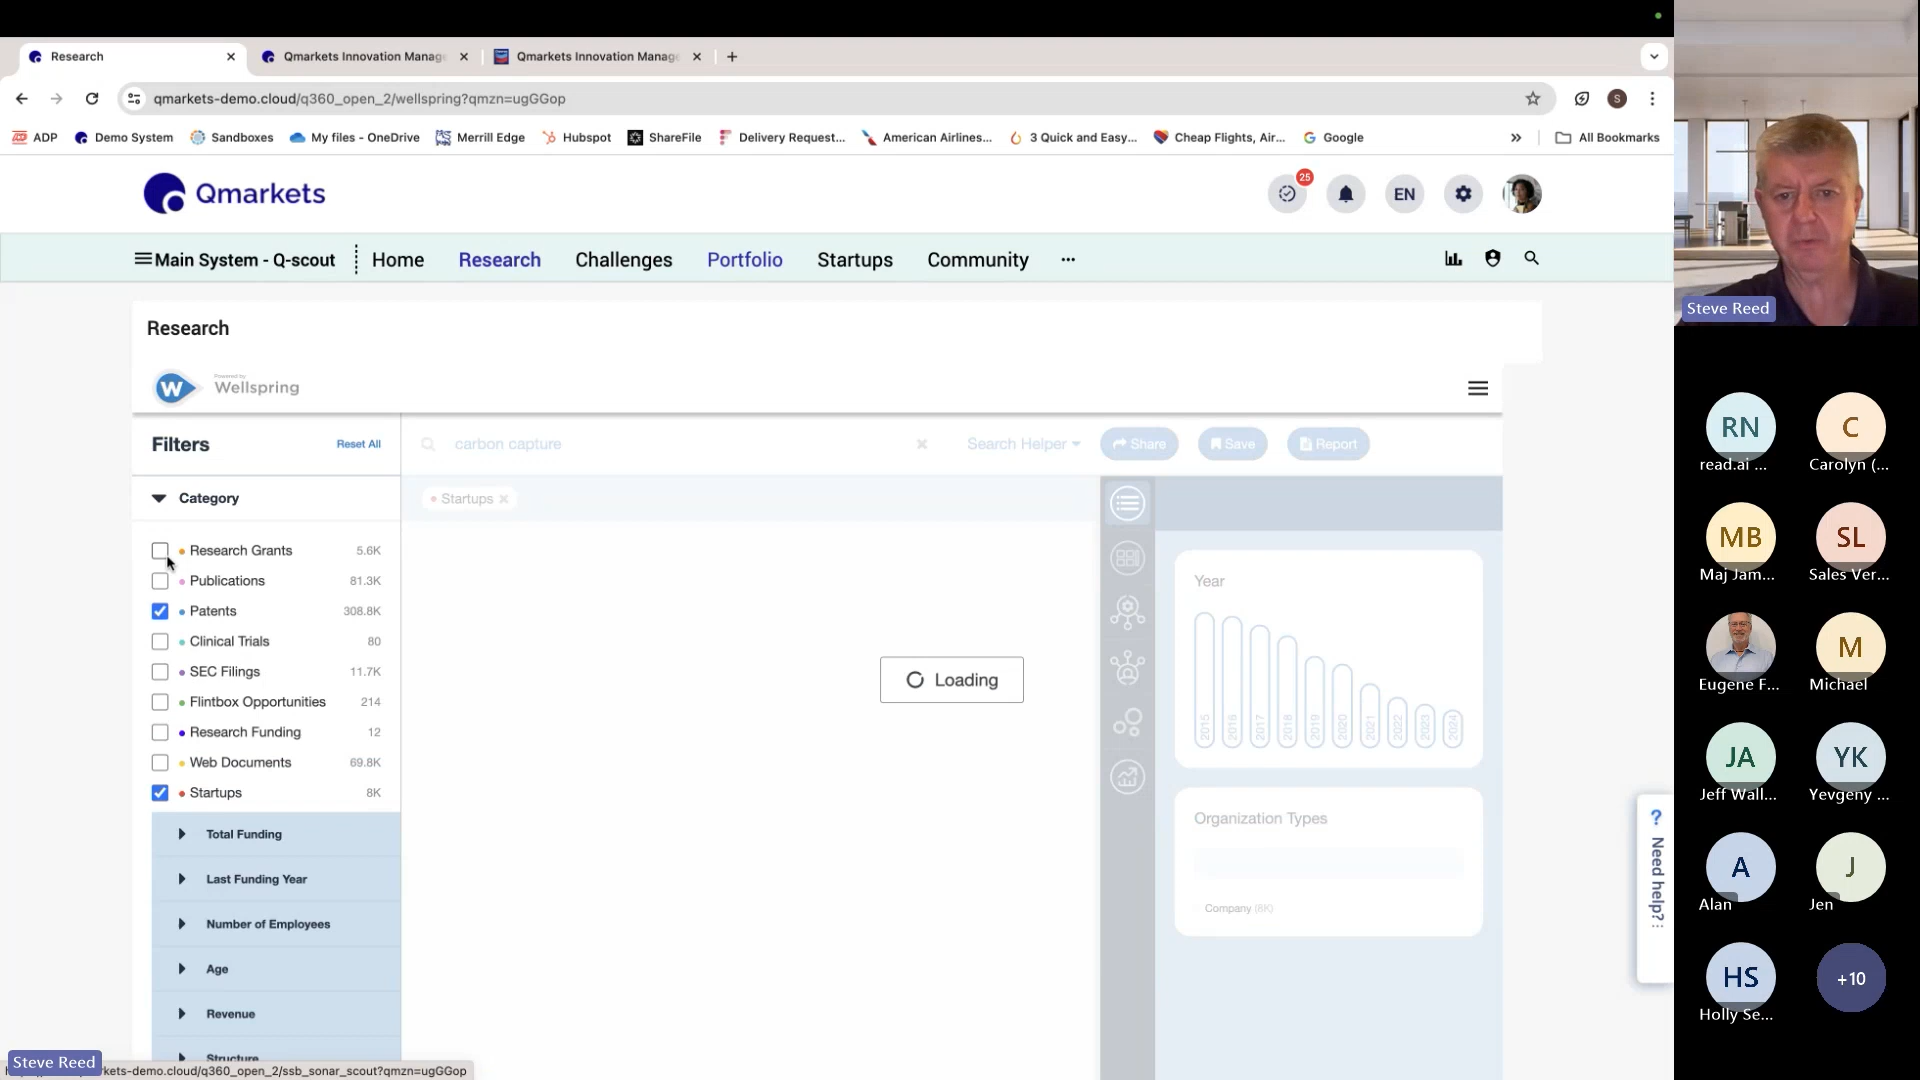 Research
Qmarkets Innovation Manage
Qmarkets Innovation Manage
qmarkets-demo.cloud/q360_open_2/wellspring?qmzn=ugGGop
S
ADP
Demo System
Sandboxes
My files - OneDrive
Merrill Edge
Hubspot
ShareFile
Delivery Request...
American Airlines...
3 Quick and Easy...
Cheap Flights, Air...
Google
All Bookmarks
Qmarkets
25
EN
Main System - Q-scout
Home
Research
Challenges
Portfolio
Startups
Community
Research
W
Powered by
Wellspring
Filters
Reset All
carbon capture
Search Helper
Share
Save
Report
Category
Startups
Research Grants 5.6K
Publications 81.3K
Patents 308.8K
Clinical Trials 80
SEC Filings 11.7K
Flintbox Opportunities 214
Research Funding 12
Web Documents 69.8K
Startups 8K
Total Funding
Last Funding Year
Number of Employees
Age
Revenue
Structure
Loading
Year
2015 2016 2017 2018 2019 2020 2021 2022 2023 2024
Organization Types
Company (8K)
? Need help?
Steve Reed
kets-demo.cloud/q360_open_2/ssb_sonar_scout?qmzn=ugGGop
Steve Reed
RN
read.ai ...
C
Carolyn (...
MB
Maj Jam...
SL
Sales Ver...
Eugene F...
M
Michael
JA
Jeff Wall...
YK
Yevgeny ...
A
Alan
J
Jen
HS
Holly Se...
+10